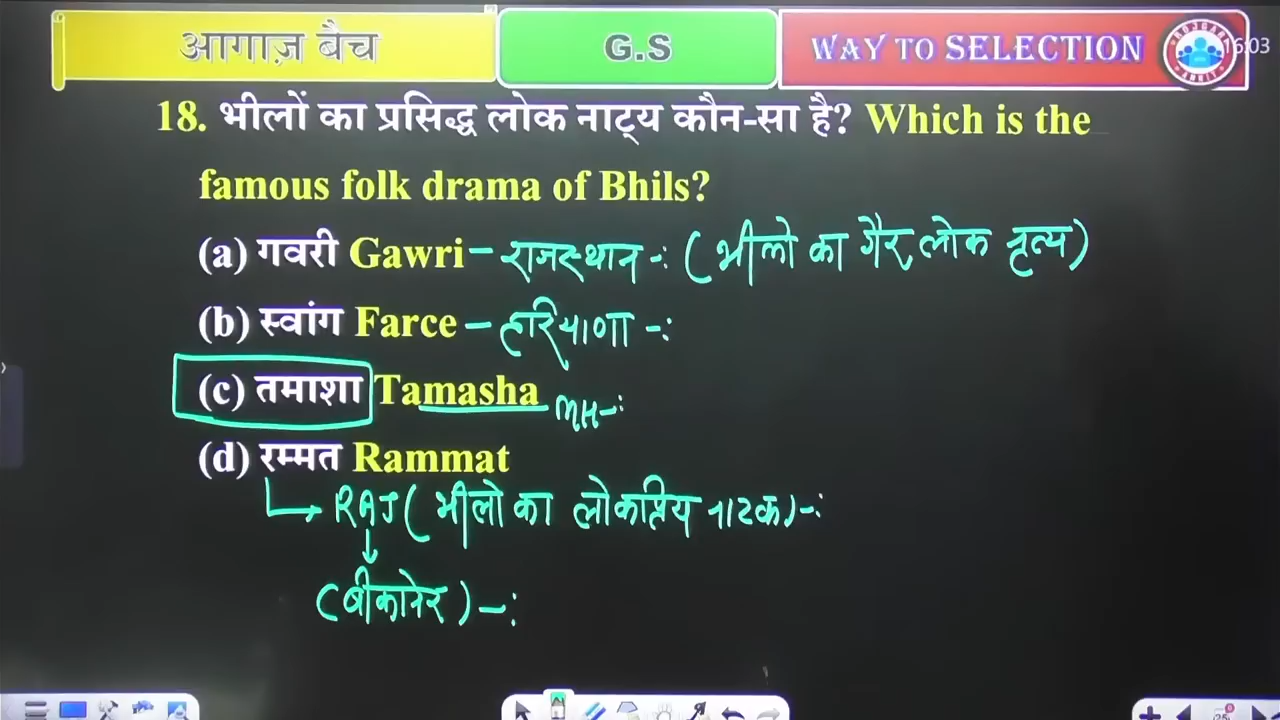 आगाज़ बैच
G.S
WAY TO SELECTION
16:03
18. भीलों का प्रसिद्ध लोक नाट्य कौन-सा है? Which is the
famous folk drama of Bhils?
(a) गवरी Gawri – राजस्थान -: (भीलो का गैर लोक नृत्य)
(b) स्वांग Farce – हरियाणा -:
(c) तमाशा Tamasha MH-:
(d) रम्मत Rammat
RAJ (भीलो का लोकप्रिय नाटक) -:
(बीकानेर) -: